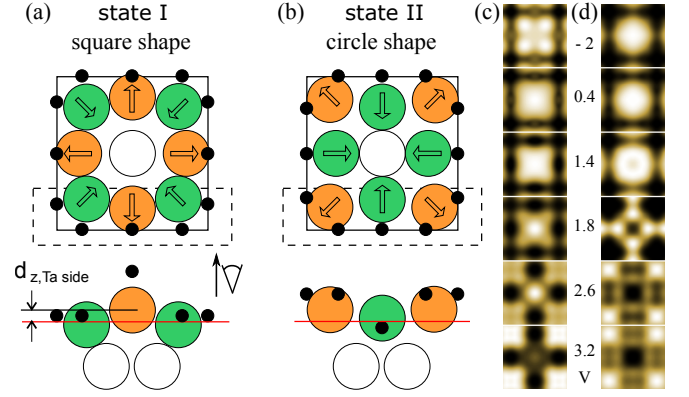 (a)
state I
square shape
(b)
state II
circle shape
(c)
(d)
- 2
0.4
1.4
1.8
2.6
3.2
V
d z,Ta side